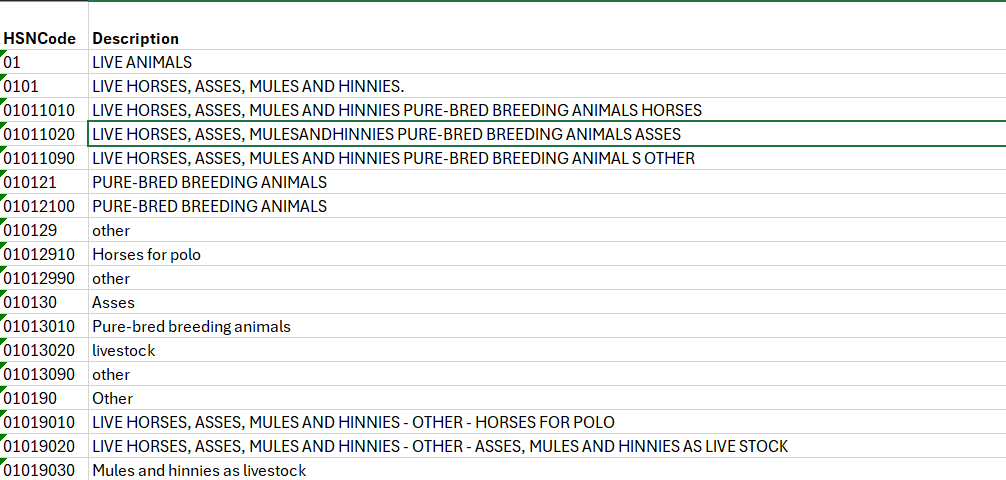 HSNCode Description
01 LIVE ANIMALS
0101 LIVE HORSES, ASSES, MULES AND HINNIES.
01011010 LIVE HORSES, ASSES, MULES AND HINNIES PURE-BRED BREEDING ANIMALS HORSES
01011020 LIVE HORSES, ASSES, MULESANDHINNIES PURE-BRED BREEDING ANIMALS ASSES
01011090 LIVE HORSES, ASSES, MULES AND HINNIES PURE-BRED BREEDING ANIMAL S OTHER
010121 PURE-BRED BREEDING ANIMALS
01012100 PURE-BRED BREEDING ANIMALS
010129 other
01012910 Horses for polo
01012990 other
010130 Asses
01013010 Pure-bred breeding animals
01013020 livestock
01013090 other
010190 Other
01019010 LIVE HORSES, ASSES, MULES AND HINNIES - OTHER - HORSES FOR POLO
01019020 LIVE HORSES, ASSES, MULES AND HINNIES - OTHER - ASSES, MULES AND HINNIES AS LIVE STOCK
01019030 Mules and hinnies as livestock